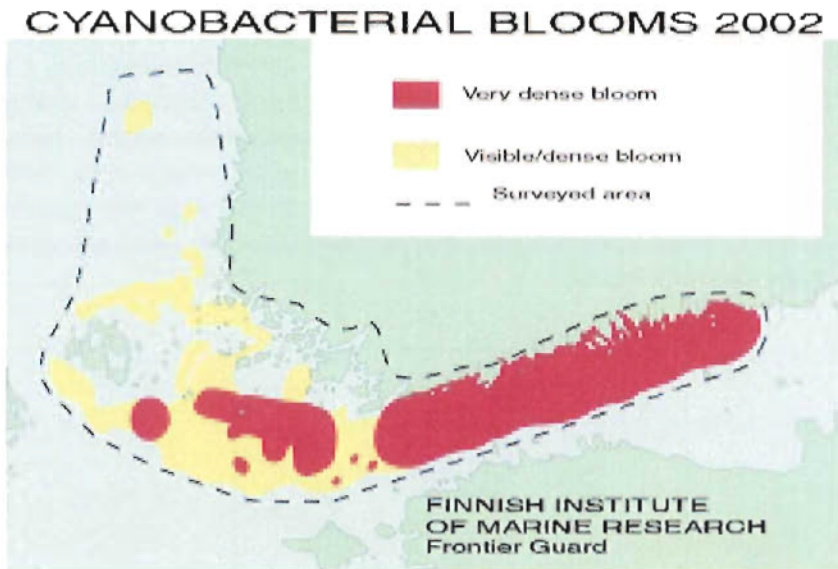 CYANOBACTERIAL BLOOMS 2002
Very dense bloom
Visible/dense bloom
Surveyed area
FINNISH INSTITUTE
OF MARINE RESEARCH
Frontier Guard